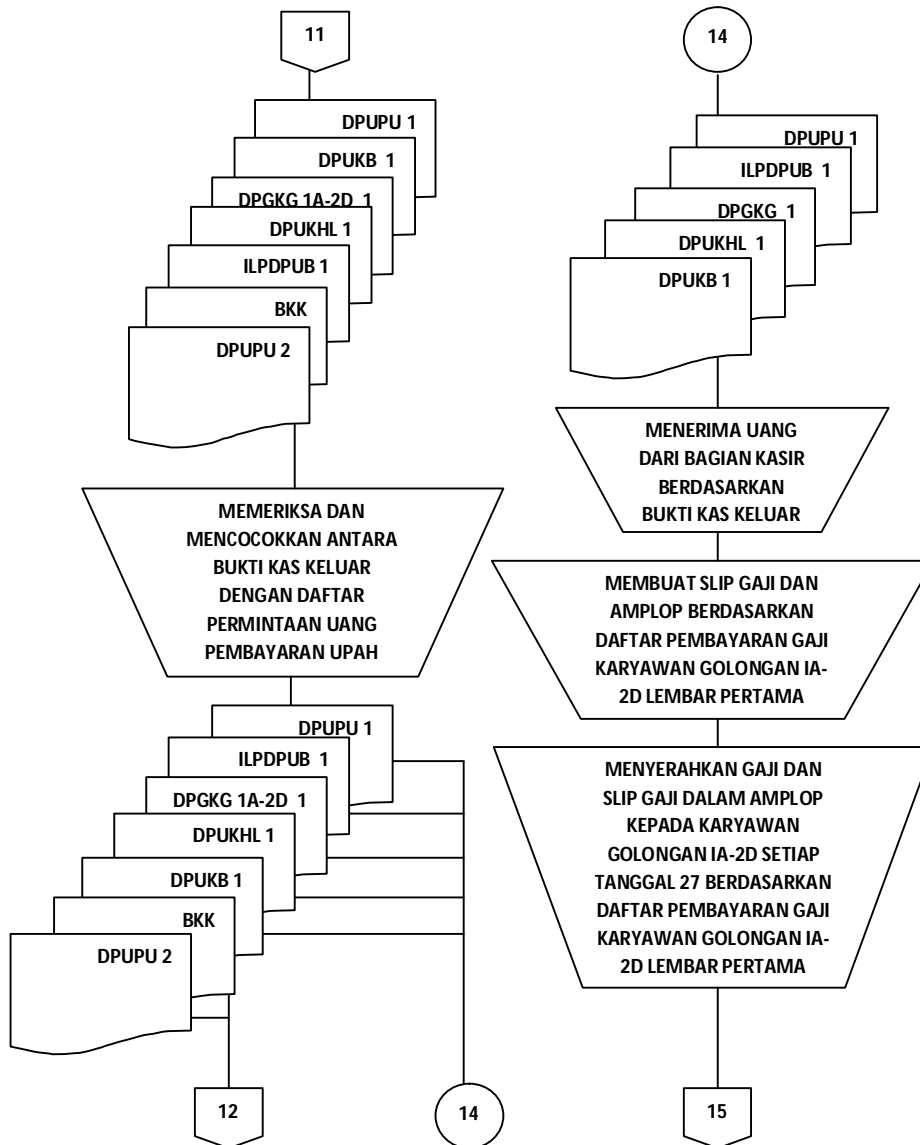 11
DPUPU 1
DPUKB 1
DPGKG 1A-2D 1
DPUKHL 1
ILPDPUB 1
BKK
DPUPU 2
MEMERIKSA DAN
MENCOCOKKAN ANTARA
BUKTI KAS KELUAR
DENGAN DAFTAR
PERMINTAAN UANG
PEMBAYARAN UPAH
DPUPU 1
ILPDPUB 1
DPGKG 1A-2D 1
DPUKHL 1
DPUKB 1
BKK
DPUPU 2
12
14
14
DPUPU 1
ILPDPUB 1
DPGKG 1
DPUKHL 1
DPUKB 1
MENERIMA UANG
DARI BAGIAN KASIR
BERDASARKAN
BUKTI KAS KELUAR
MEMBUAT SLIP GAJI DAN
AMPLOP BERDASARKAN
DAFTAR PEMBAYARAN GAJI
KARYAWAN GOLONGAN IA-
2D LEMBAR PERTAMA
MENYERAHKAN GAJI DAN
SLIP GAJI DALAM AMPLOP
KEPADA KARYAWAN
GOLONGAN IA-2D SETIAP
TANGGAL 27 BERDASARKAN
DAFTAR PEMBAYARAN GAJI
KARYAWAN GOLONGAN IA-
2D LEMBAR PERTAMA
15